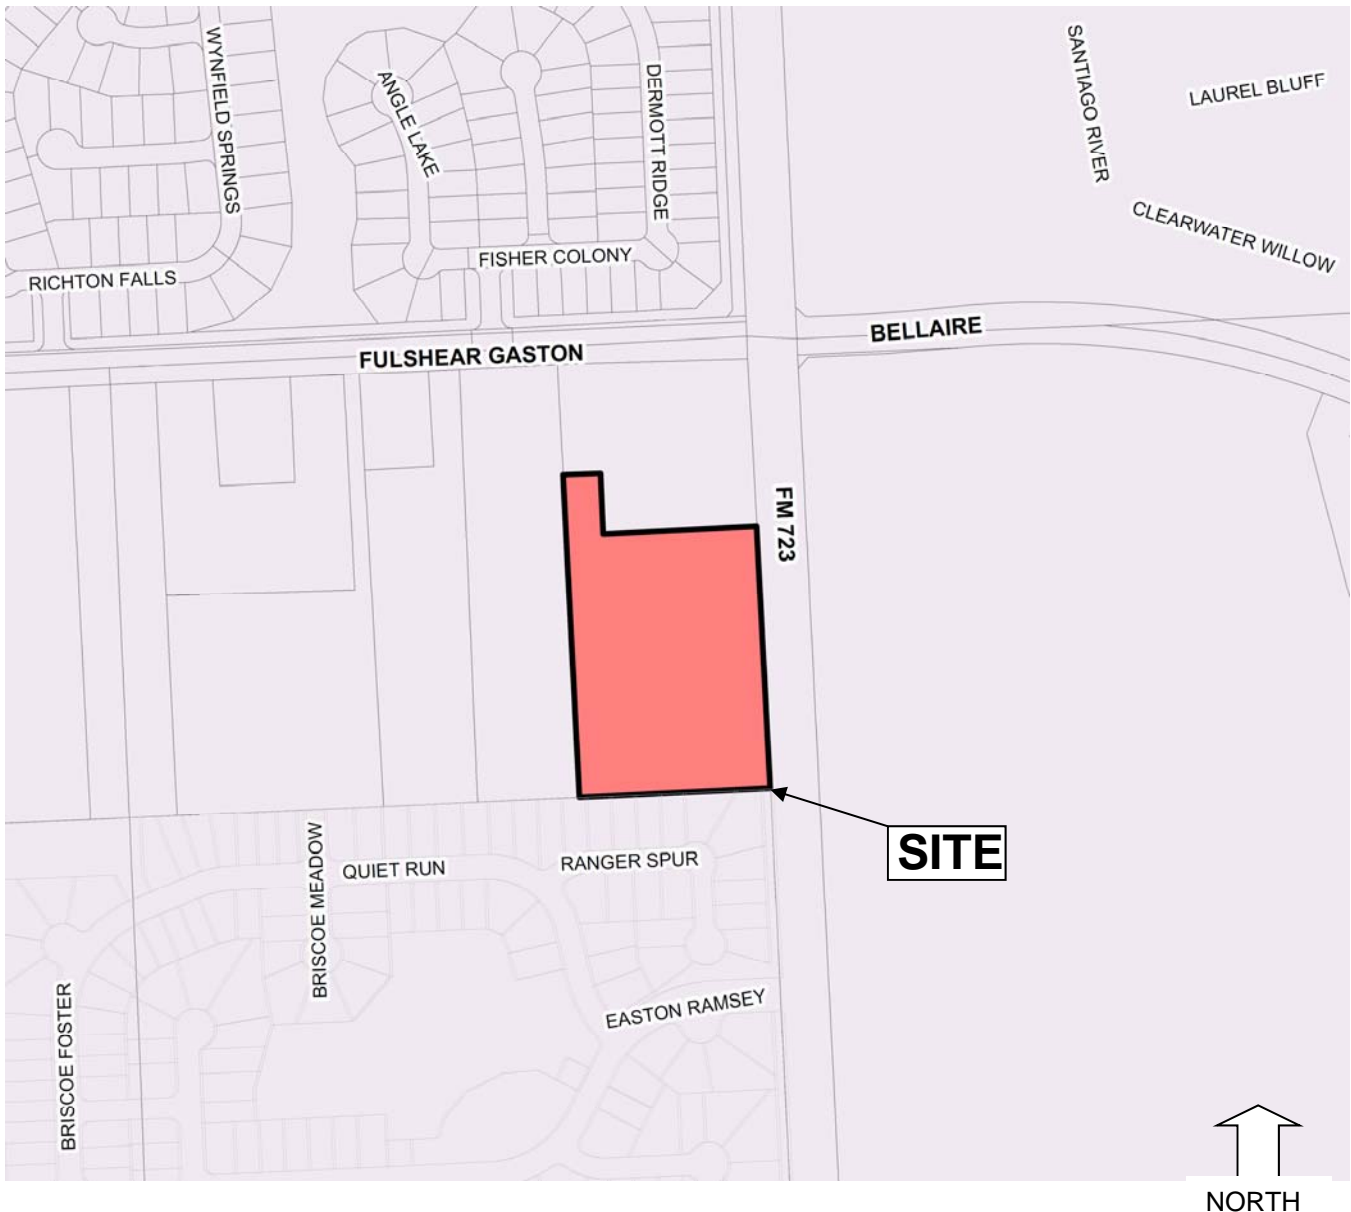 WYNFIELD SPRINGS
ANGLE LAKE
DERMOTT RIDGE
SANTIAGO RIVER
LAUREL BLUFF
CLEARWATER WILLOW
RICHTON FALLS
FISHER COLONY
FULSHEAR GASTON
BELLAIRE
FM 723
SITE
BRISCOE MEADOW
QUIET RUN
RANGER SPUR
BRISCOE FOSTER
EASTON RAMSEY
NORTH